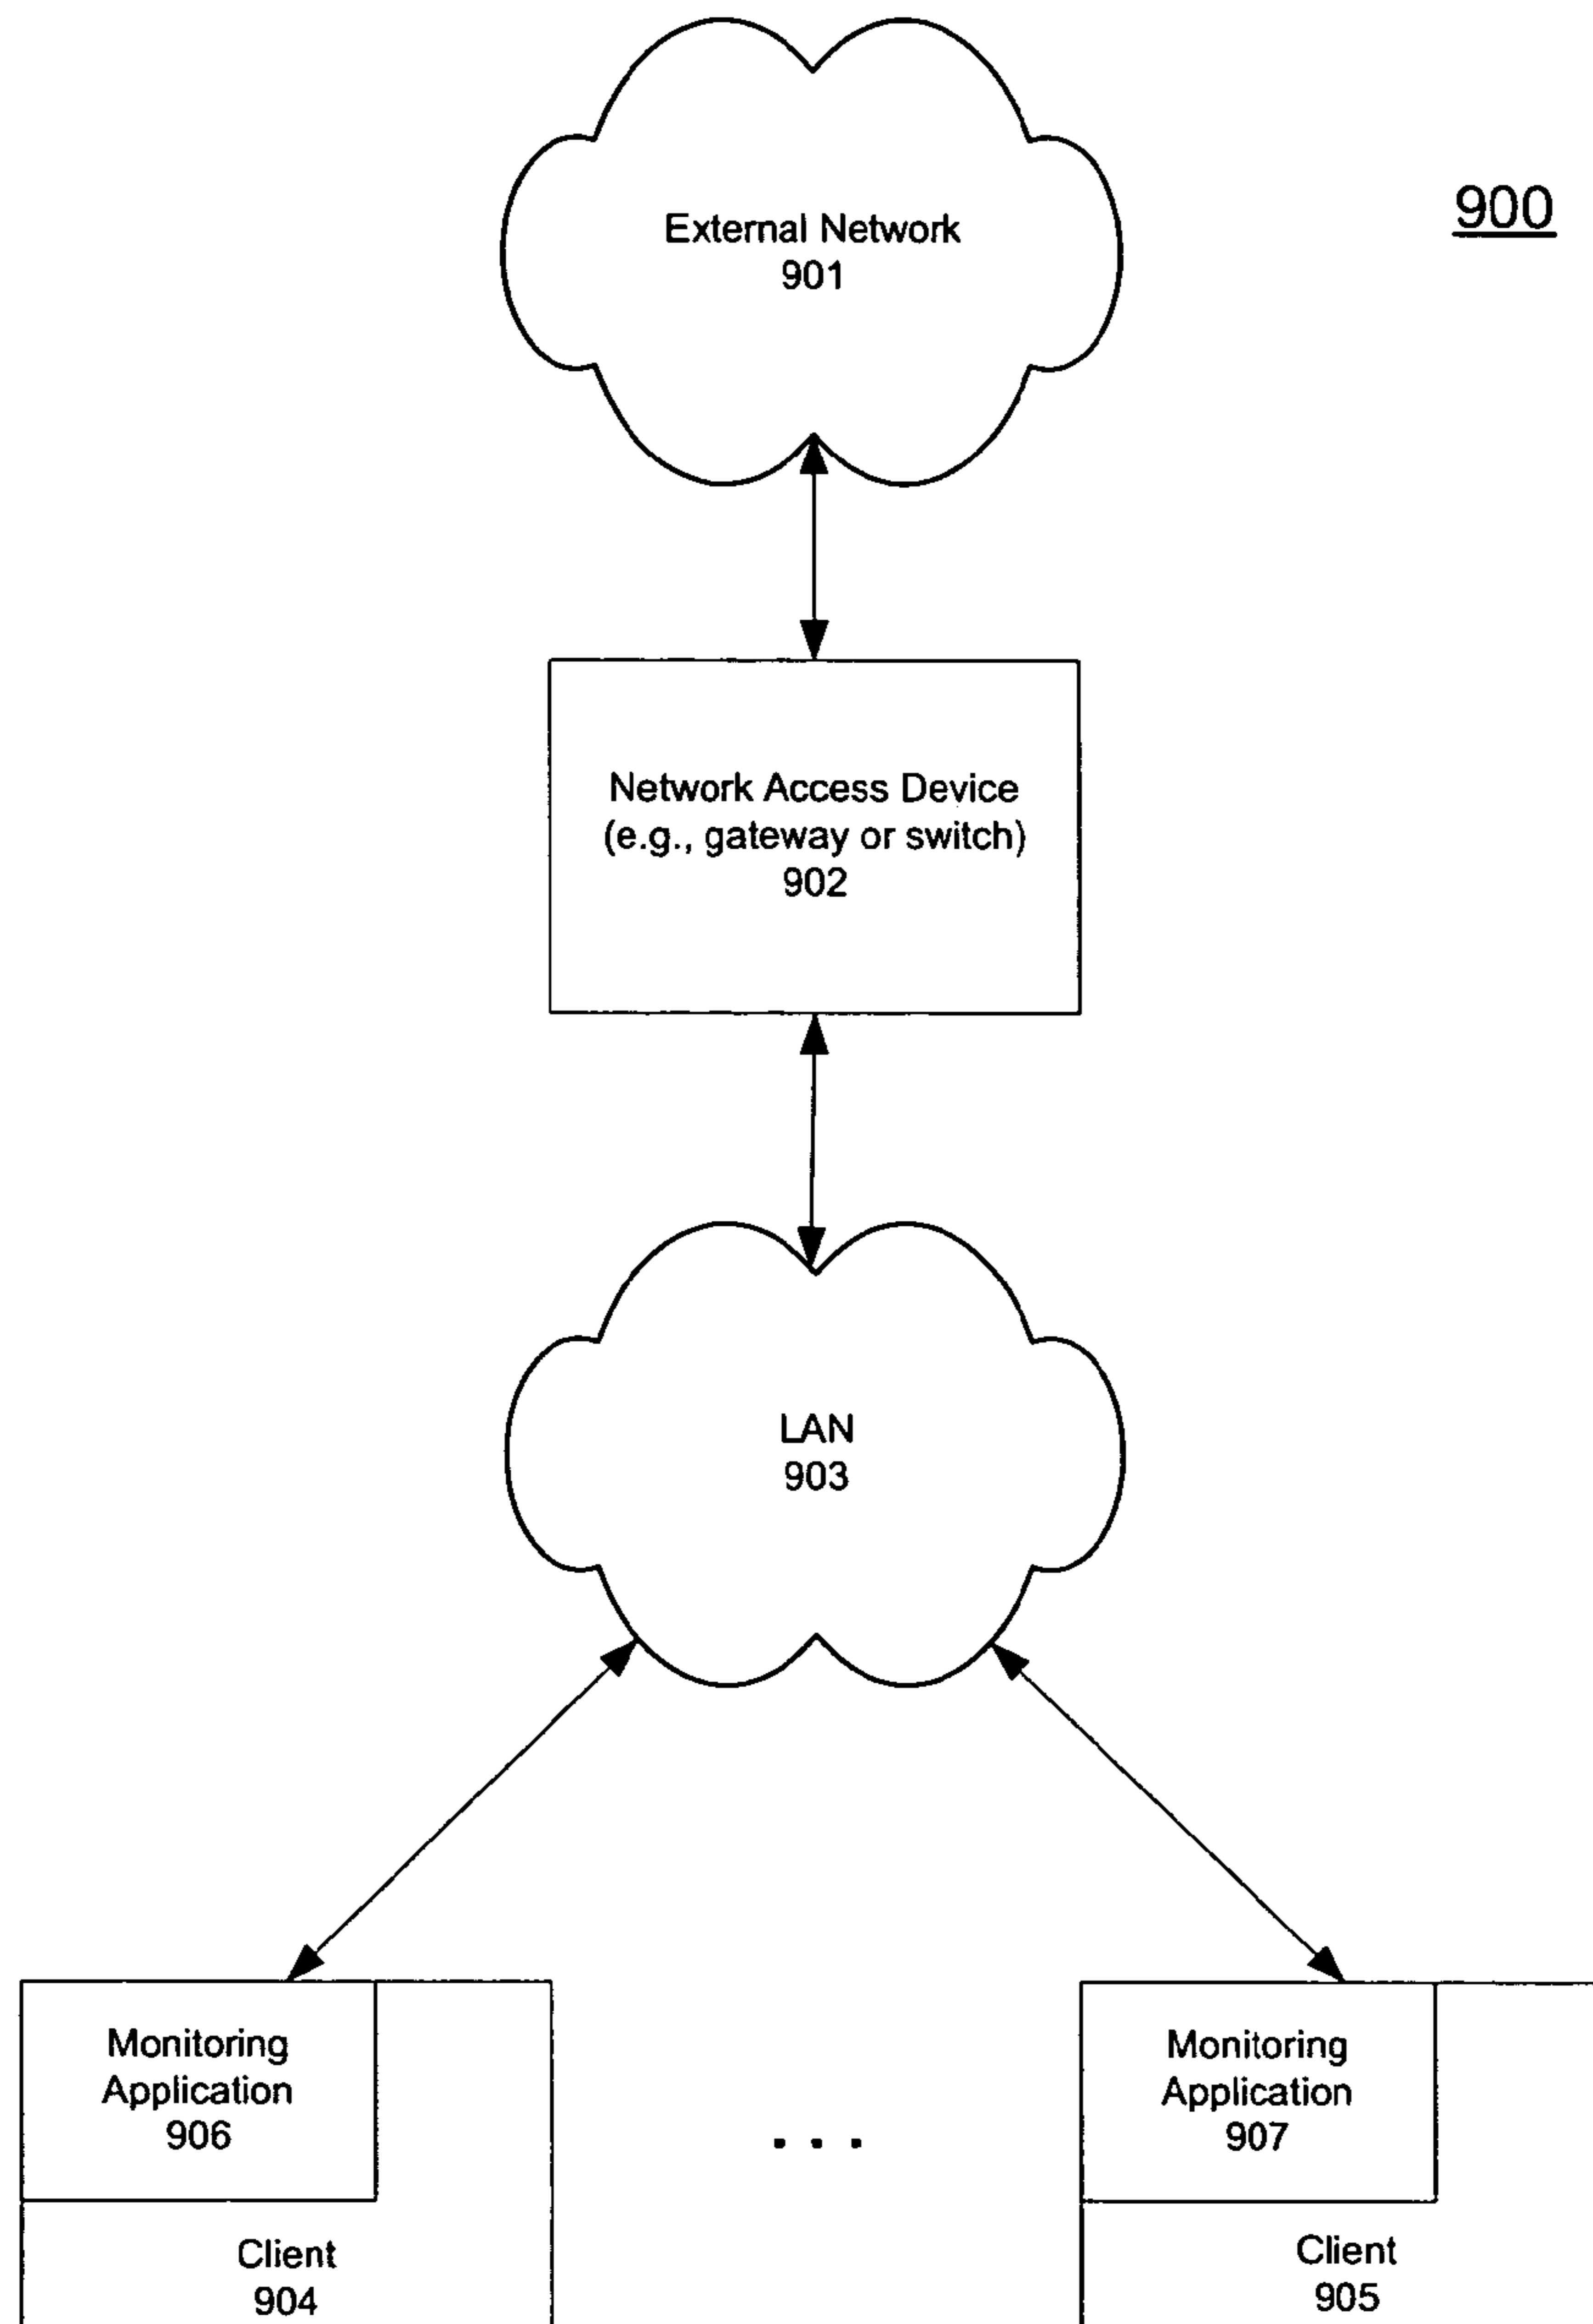 External Network
901
900
Network Access Device
(e.g., gateway or switch)
902
LAN
903
Monitoring
Application
906
Client
904
. . .
Monitoring
Application
907
Client
905